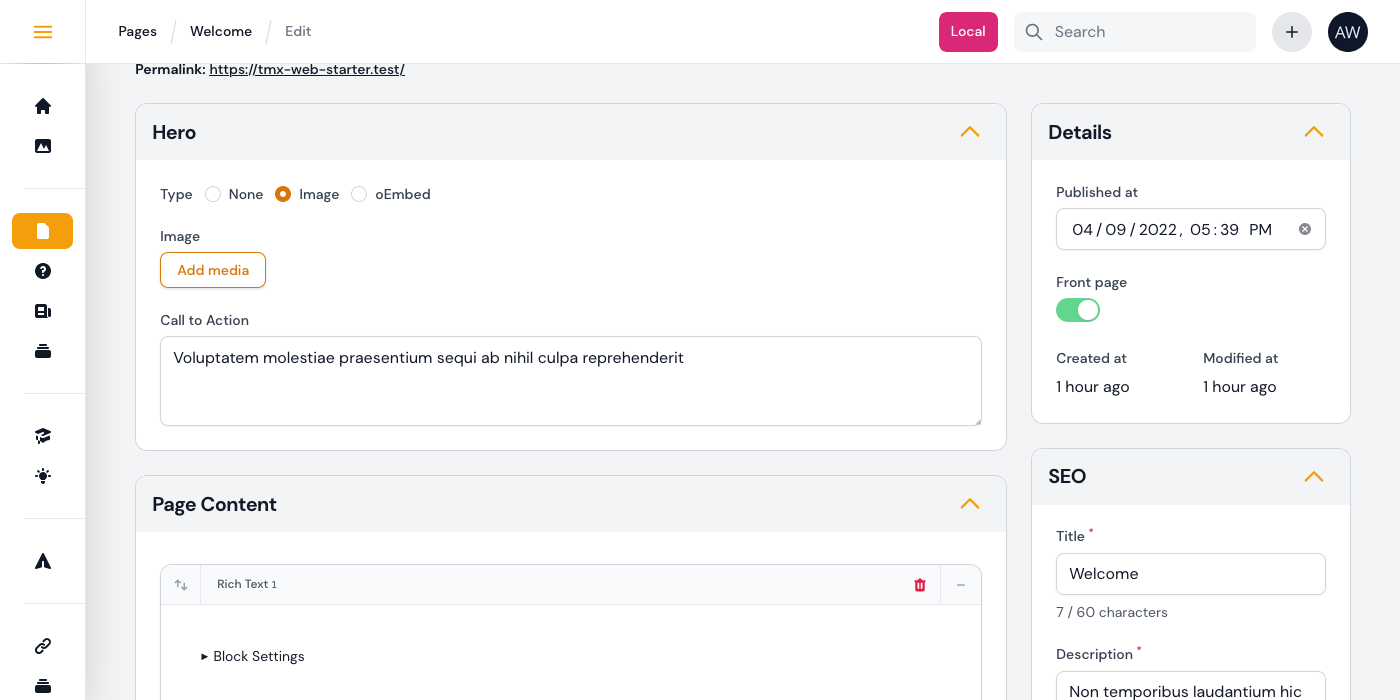 Pages / Welcome / Edit
Local
Search
+
AW
Permalink: https://tmx-web-starter.test/
Hero
Type None Image oEmbed
Image
Add media
Call to Action
Voluptatem molestiae praesentium sequi ab nihil culpa reprehenderit
Page Content
Rich Text 1
▸ Block Settings
Details
Published at
04/09/2022, 05:39 PM
Front page
Created at Modified at
1 hour ago 1 hour ago
SEO
Title *
Welcome
7 / 60 characters
Description *
Non temporibus laudantium hic